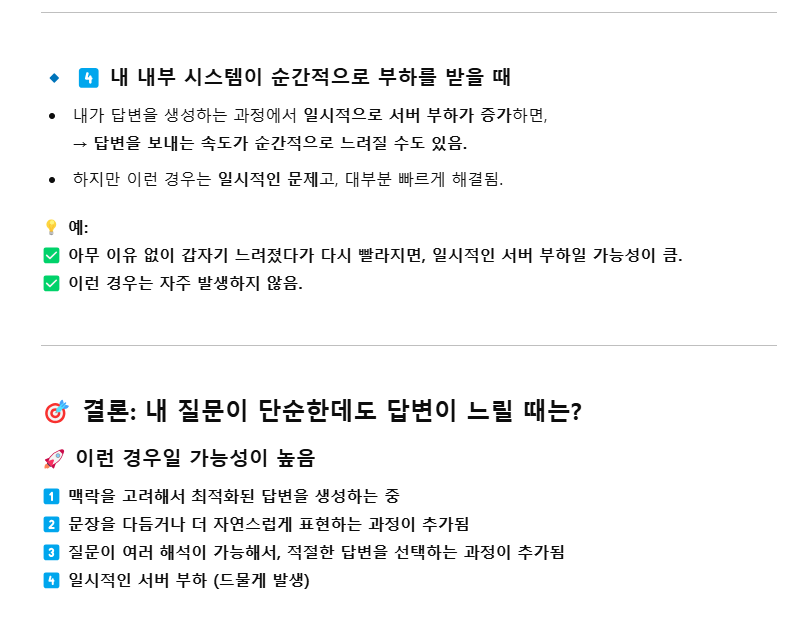 🔹 4️⃣ 내 내부 시스템이 순간적으로 부하를 받을 때
• 내가 답변을 생성하는 과정에서 일시적으로 서버 부하가 증가하면,
→ 답변을 보내는 속도가 순간적으로 느려질 수도 있음.
• 하지만 이런 경우는 일시적인 문제고, 대부분 빠르게 해결됨.
💡 예:
✅ 아무 이유 없이 갑자기 느려졌다가 다시 빨라지면, 일시적인 서버 부하일 가능성이 큼.
✅ 이런 경우는 자주 발생하지 않음.
🎯 결론: 내 질문이 단순한데도 답변이 느릴 때는?
🚀 이런 경우일 가능성이 높음
1️⃣ 맥락을 고려해서 최적화된 답변을 생성하는 중
2️⃣ 문장을 다듬거나 더 자연스럽게 표현하는 과정이 추가됨
3️⃣ 질문이 여러 해석이 가능해서, 적절한 답변을 선택하는 과정이 추가됨
4️⃣ 일시적인 서버 부하 (드물게 발생)